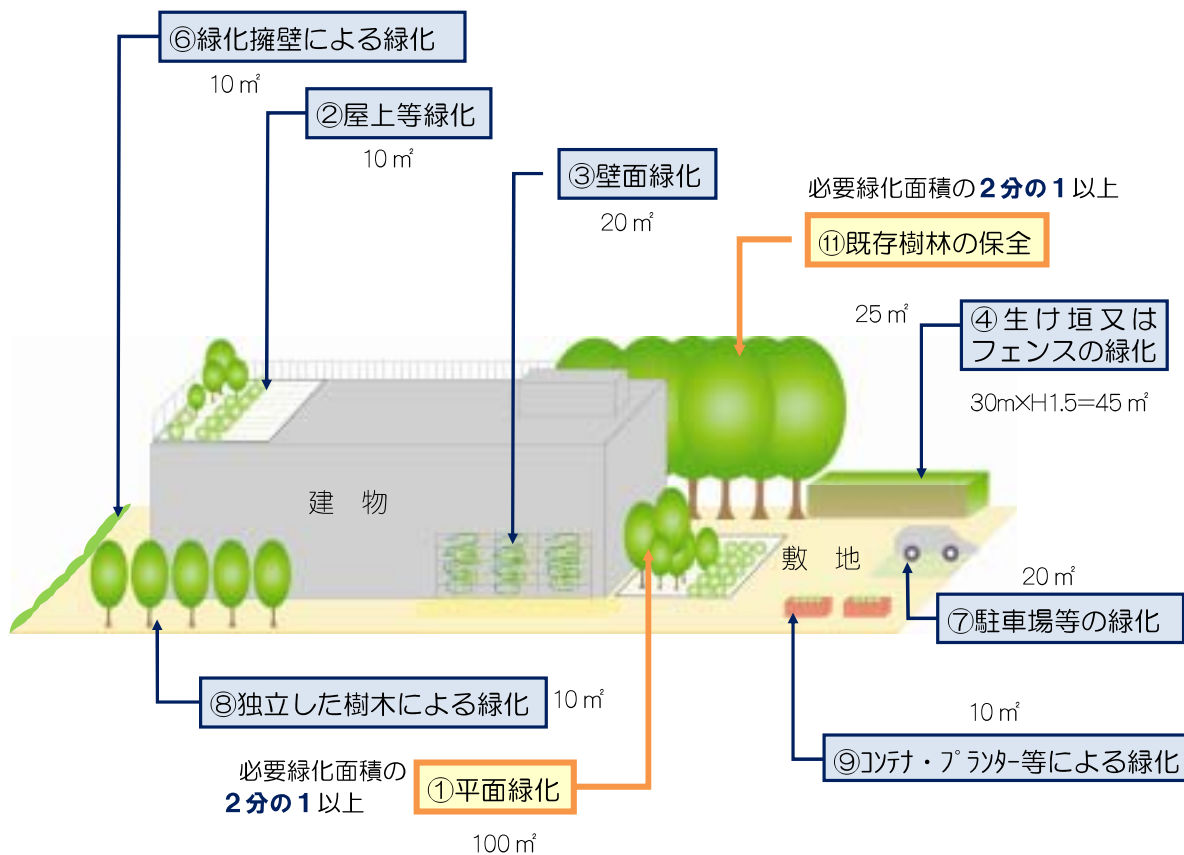 ⑥緑化擁壁による緑化
10㎡
②屋上等緑化
10㎡
③壁面緑化
20㎡
必要緑化面積の2分の1以上
⑪既存樹林の保全
25㎡
④生け垣又は
フェンスの緑化
30m×H1.5=45㎡
建物
敷地
20㎡
⑦駐車場等の緑化
⑧独立した樹木による緑化
10㎡
10㎡
⑨コンテナ・プランター等による緑化
必要緑化面積の
2分の1以上
①平面緑化
100㎡